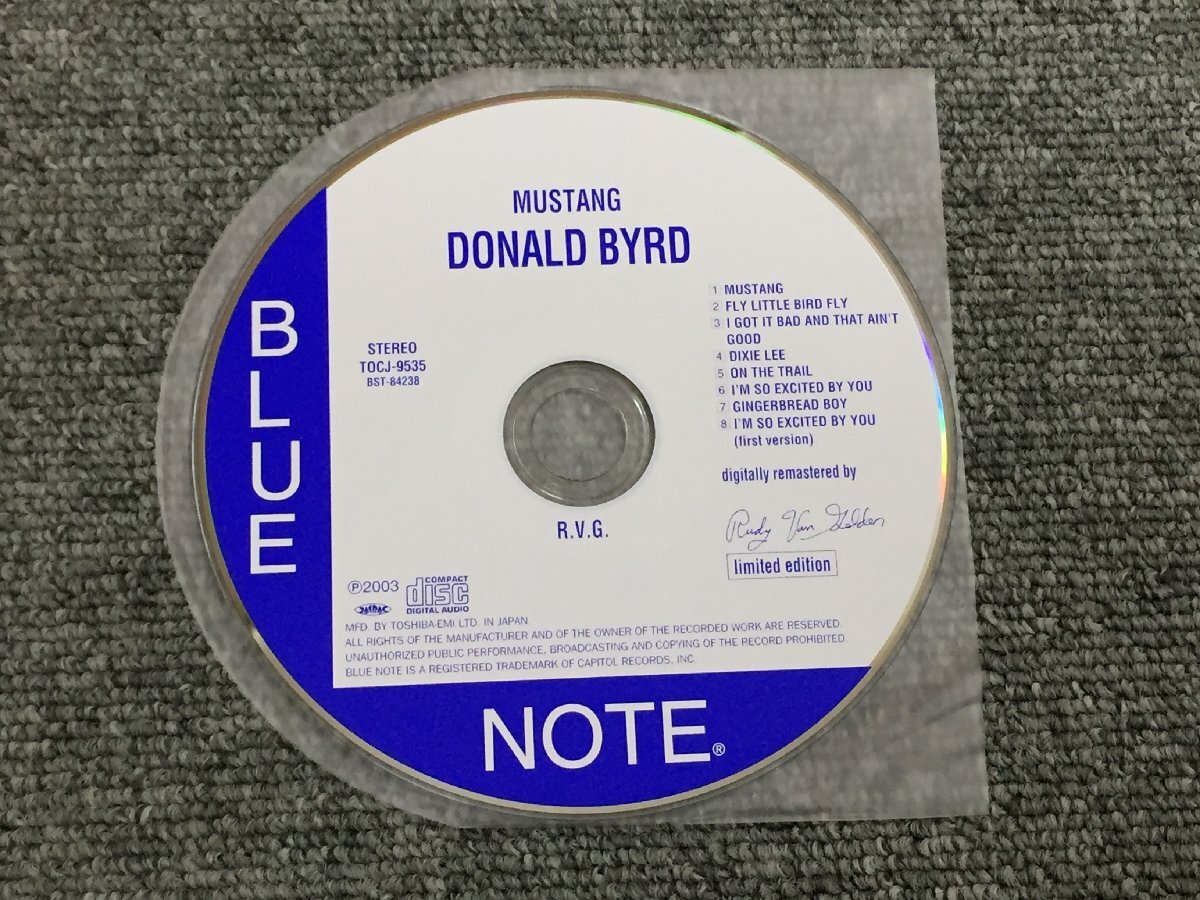 MUSTANG
DONALD BYRD
1 MUSTANG
2 FLY LITTLE BIRD FLY
3 I GOT IT BAD AND THAT AIN'T
GOOD
4 DIXIE LEE
5 ON THE TRAIL
6 I'M SO EXCITED BY YOU
7 GINGERBREAD BOY
8 I'M SO EXCITED BY YOU
(first version)
STEREO
TOCJ-9535
BST-84238
digitally remastered by
Rudy Van Gelder
limited edition
R.V.G.
℗2003
COMPACT
disc
DIGITAL AUDIO
JASRAC
MFD. BY TOSHIBA-EMI LTD. IN JAPAN.
ALL RIGHTS OF THE MANUFACTURER AND OF THE OWNER OF THE RECORDED WORK ARE RESERVED.
UNAUTHORIZED PUBLIC PERFORMANCE, BROADCASTING AND COPYING OF THE RECORD PROHIBITED.
BLUE NOTE IS A REGISTERED TRADEMARK OF CAPITOL RECORDS, INC.
BLUE
NOTE®